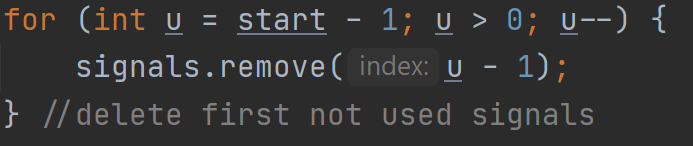 for (int u = start - 1; u > 0; u--) {
signals.remove( index: u - 1);
} //delete first not used signals